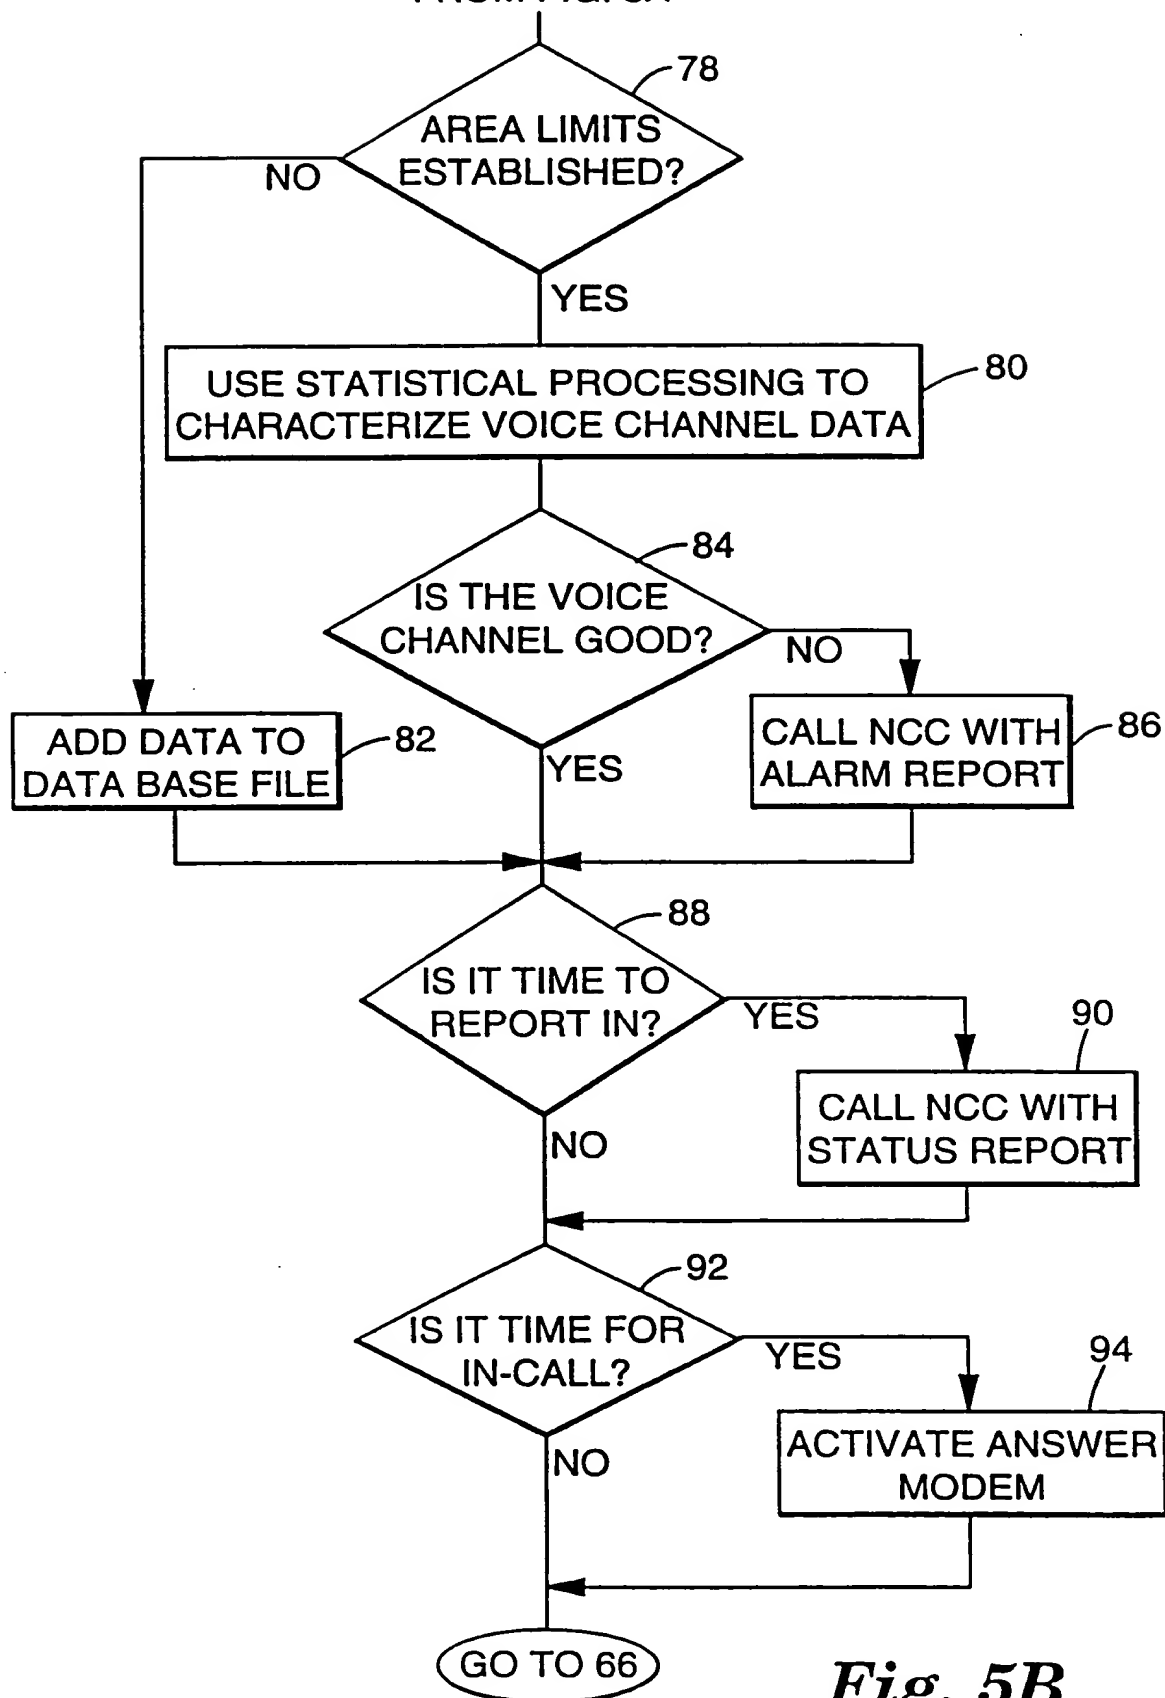 78
AREA LIMITS
ESTABLISHED?
NO
YES
USE STATISTICAL PROCESSING TO
CHARACTERIZE VOICE CHANNEL DATA
80
84
IS THE VOICE
CHANNEL GOOD?
NO
YES
ADD DATA TO
DATA BASE FILE
82
CALL NCC WITH
ALARM REPORT
86
88
IS IT TIME TO
REPORT IN?
YES
NO
90
CALL NCC WITH
STATUS REPORT
92
IS IT TIME FOR
IN-CALL?
YES
NO
94
ACTIVATE ANSWER
MODEM
GO TO 66
Fig. 5B